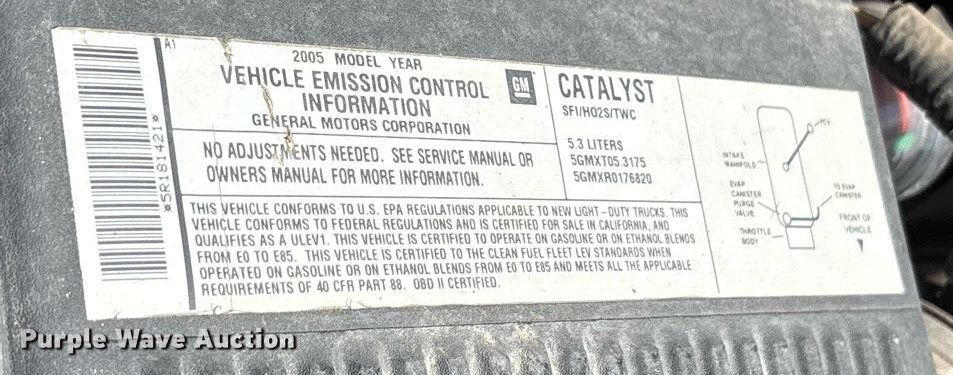 A1
*5R181421*
2005 MODEL YEAR
VEHICLE EMISSION CONTROL
INFORMATION
GENERAL MOTORS CORPORATION
GM
NO ADJUSTMENTS NEEDED. SEE SERVICE MANUAL OR
OWNERS MANUAL FOR MORE INFORMATION.
CATALYST
SFI/HO2S/TWC
5.3 LITERS
5GMXT05.3175
5GMXR0176820
THIS VEHICLE CONFORMS TO U.S. EPA REGULATIONS APPLICABLE TO NEW LIGHT-DUTY TRUCKS. THIS
VEHICLE CONFORMS TO FEDERAL REGULATIONS AND IS CERTIFIED FOR SALE IN CALIFORNIA, AND
QUALIFIES AS A ULEV1. THIS VEHICLE IS CERTIFIED TO OPERATE ON GASOLINE OR ON ETHANOL BLENDS
FROM E0 TO E85. THIS VEHICLE IS CERTIFIED TO THE CLEAN FUEL FLEET LEV STANDARDS WHEN
OPERATED ON GASOLINE OR ON ETHANOL BLENDS FROM E0 TO E85 AND MEETS ALL THE APPLICABLE
REQUIREMENTS OF 40 CFR PART 88. OBD II CERTIFIED.
PCV
INTAKE
MANIFOLD
EVAP
CANISTER
PURGE
VALVE
THROTTLE
BODY
TO EVAP
CANISTER
FRONT OF
VEHICLE
Purple Wave Auction